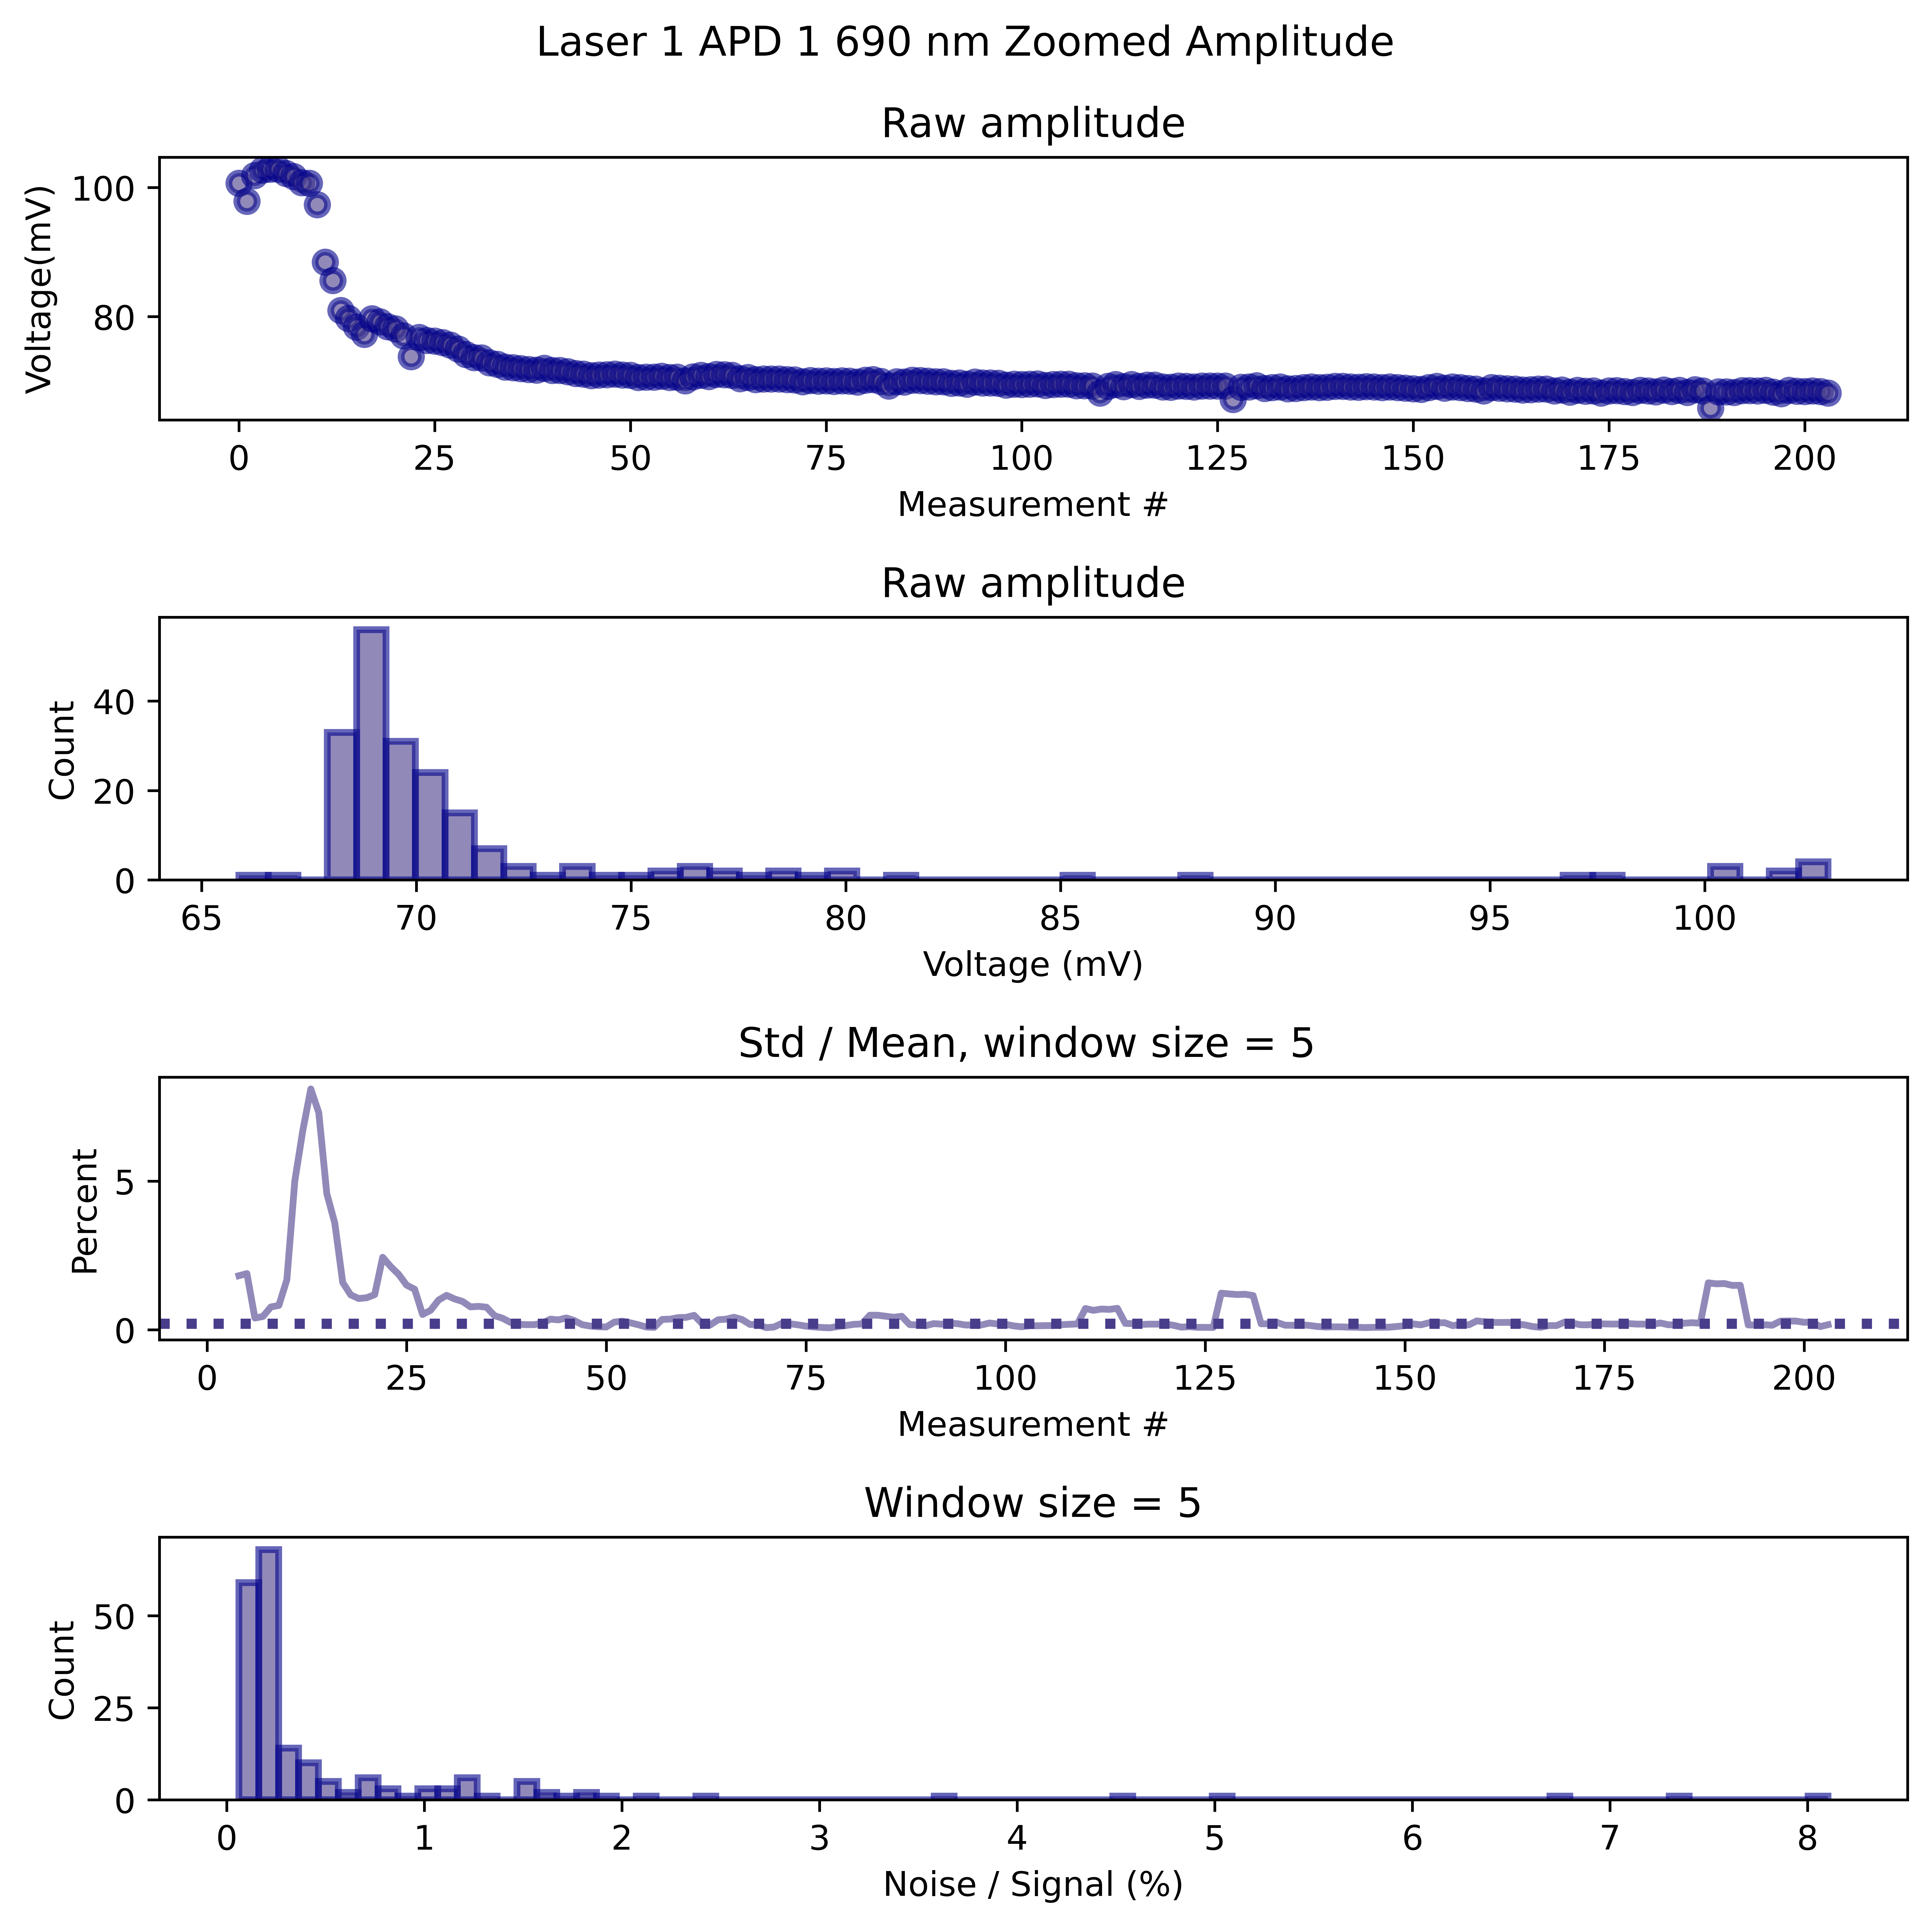 Laser 1 APD 1 690 nm Zoomed Amplitude
Raw amplitude
Voltage(mV)
100
80
0 25 50 75 100 125 150 175 200
Measurement #
Raw amplitude
Count
40
20
0
65 70 75 80 85 90 95 100
Voltage (mV)
Std / Mean, window size = 5
Percent
5
0
0 25 50 75 100 125 150 175 200
Measurement #
Window size = 5
Count
50
25
0
0 1 2 3 4 5 6 7 8
Noise / Signal (%)